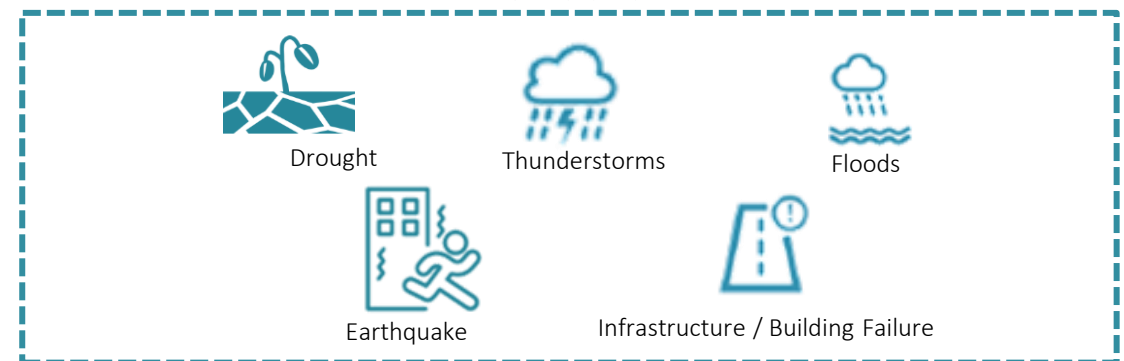 Drought
Thunderstorms
Floods
Earthquake
Infrastructure / Building Failure